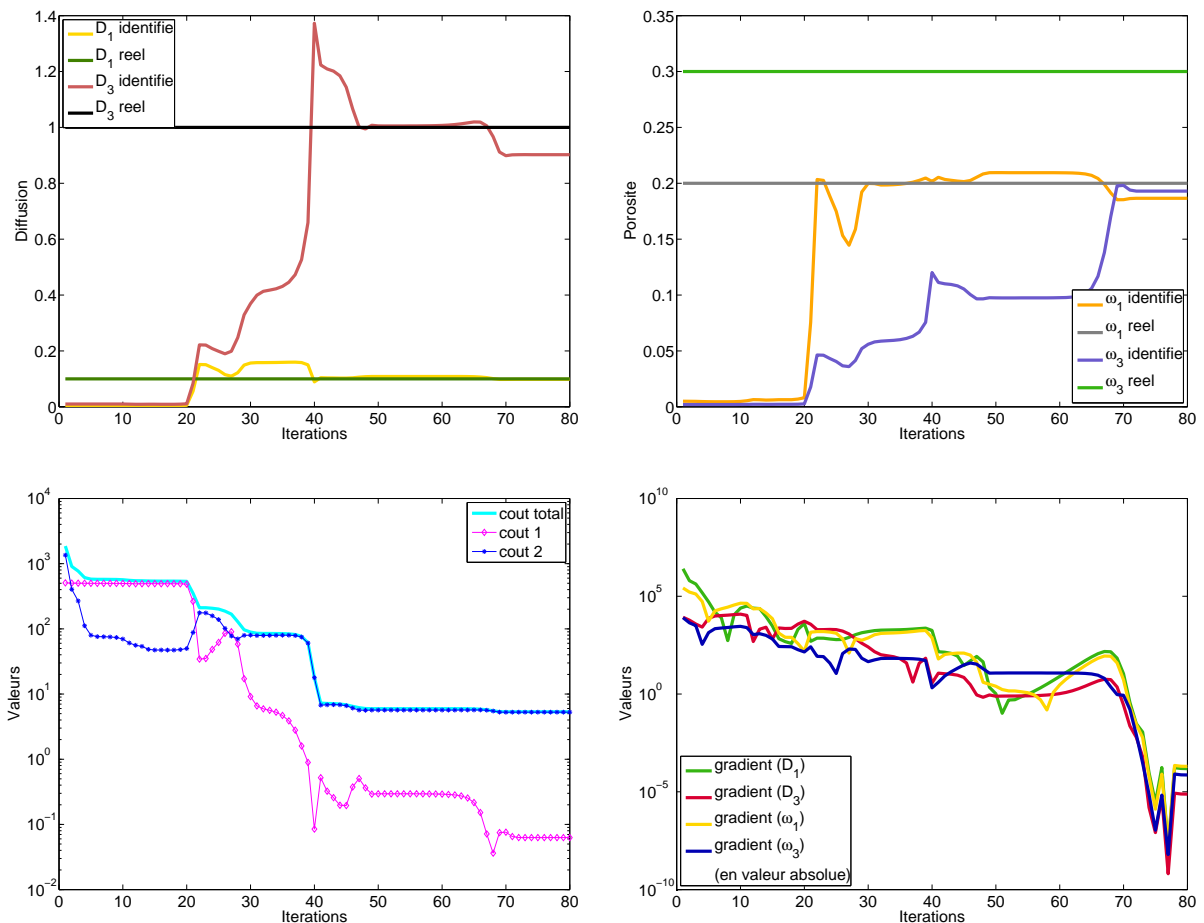 1.4
1.2
1
0.8
0.6
0.4
0.2
0
Diffusion
D1 identifie
D1 reel
D3 identifie
D3 reel
0 10 20 30 40 50 60 70 80
Iterations
0.35
0.3
0.25
0.2
0.15
0.1
0.05
0
Porosite
ω1 identifie
ω1 reel
ω3 identifie
ω3 reel
0 10 20 30 40 50 60 70 80
Iterations
10^4
10^3
10^2
10^1
10^0
10^−1
10^−2
Valeurs
cout total
cout 1
cout 2
0 10 20 30 40 50 60 70 80
Iterations
10^10
10^5
10^0
10^−5
10^−10
Valeurs
gradient (D1)
gradient (D3)
gradient (ω1)
gradient (ω3)
(en valeur absolue)
0 10 20 30 40 50 60 70 80
Iterations